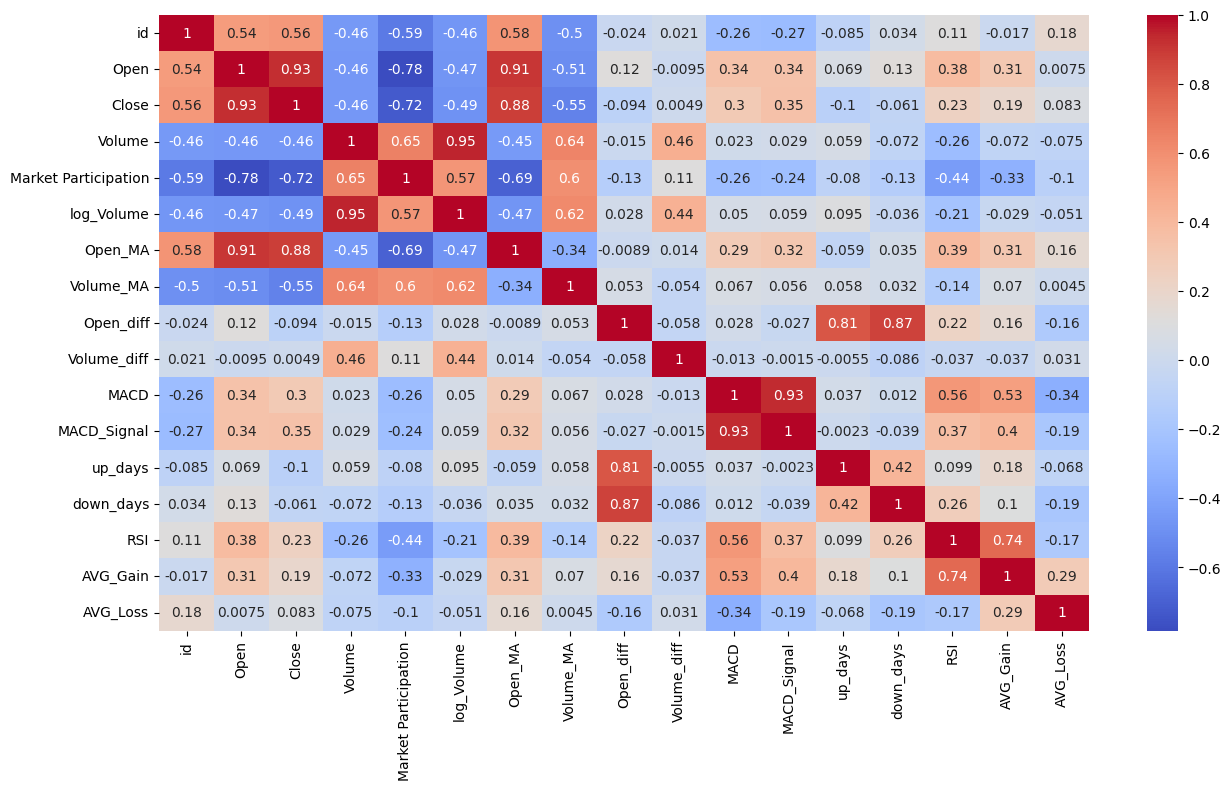 id 1 0.54 0.56 -0.46 -0.59 -0.46 0.58 -0.5 -0.024 0.021 -0.26 -0.27 -0.085 0.034 0.11 -0.017 0.18
Open 0.54 1 0.93 -0.46 -0.78 -0.47 0.91 -0.51 0.12 -0.0095 0.34 0.34 0.069 0.13 0.38 0.31 0.0075
Close 0.56 0.93 1 -0.46 -0.72 -0.49 0.88 -0.55 -0.094 0.0049 0.3 0.35 -0.1 -0.061 0.23 0.19 0.083
Volume -0.46 -0.46 -0.46 1 0.65 0.95 -0.45 0.64 -0.015 0.46 0.023 0.029 0.059 -0.072 -0.26 -0.072 -0.075
Market Participation -0.59 -0.78 -0.72 0.65 1 0.57 -0.69 0.6 -0.13 0.11 -0.26 -0.24 -0.08 -0.13 -0.44 -0.33 -0.1
log_Volume -0.46 -0.47 -0.49 0.95 0.57 1 -0.47 0.62 0.028 0.44 0.05 0.059 0.095 -0.036 -0.21 -0.029 -0.051
Open_MA 0.58 0.91 0.88 -0.45 -0.69 -0.47 1 -0.34 -0.0089 0.014 0.29 0.32 -0.059 0.035 0.39 0.31 0.16
Volume_MA -0.5 -0.51 -0.55 0.64 0.6 0.62 -0.34 1 0.053 -0.054 0.067 0.056 0.058 0.032 -0.14 0.07 0.0045
Open_diff -0.024 0.12 -0.094 -0.015 -0.13 0.028 -0.0089 0.053 1 -0.058 0.028 -0.027 0.81 0.87 0.22 0.16 -0.16
Volume_diff 0.021 -0.0095 0.0049 0.46 0.11 0.44 0.014 -0.054 -0.058 1 -0.013 -0.0015 -0.0055 -0.086 -0.037 -0.037 0.031
MACD -0.26 0.34 0.3 0.023 -0.26 0.05 0.29 0.067 0.028 -0.013 1 0.93 0.037 0.012 0.56 0.53 -0.34
MACD_Signal -0.27 0.34 0.35 0.029 -0.24 0.059 0.32 0.056 -0.027 -0.0015 0.93 1 -0.0023 -0.039 0.37 0.4 -0.19
up_days -0.085 0.069 -0.1 0.059 -0.08 0.095 -0.059 0.058 0.81 -0.0055 0.037 -0.0023 1 0.42 0.099 0.18 -0.068
down_days 0.034 0.13 -0.061 -0.072 -0.13 -0.036 0.035 0.032 0.87 -0.086 0.012 -0.039 0.42 1 0.26 0.1 -0.19
RSI 0.11 0.38 0.23 -0.26 -0.44 -0.21 0.39 -0.14 0.22 -0.037 0.56 0.37 0.099 0.26 1 0.74 -0.17
AVG_Gain -0.017 0.31 0.19 -0.072 -0.33 -0.029 0.31 0.07 0.16 -0.037 0.53 0.4 0.18 0.1 0.74 1 0.29
AVG_Loss 0.18 0.0075 0.083 -0.075 -0.1 -0.051 0.16 0.0045 -0.16 0.031 -0.34 -0.19 -0.068 -0.19 -0.17 0.29 1
id
Open
Close
Volume
Market Participation
log_Volume
Open_MA
Volume_MA
Open_diff
Volume_diff
MACD
MACD_Signal
up_days
down_days
RSI
AVG_Gain
AVG_Loss
1.0
0.8
0.6
0.4
0.2
0.0
−0.2
−0.4
−0.6